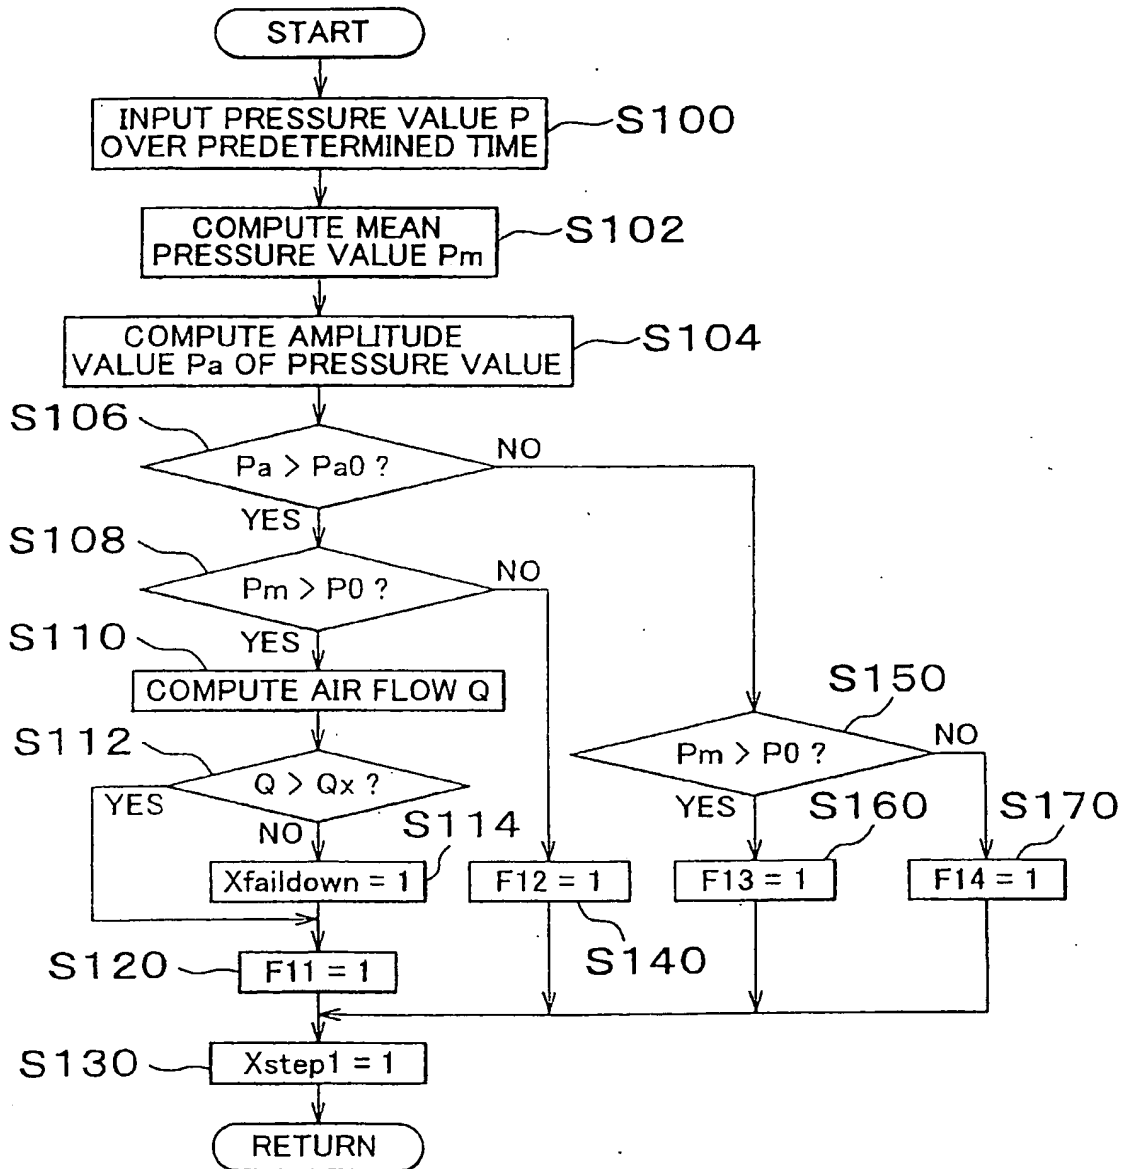 START
INPUT PRESSURE VALUE P
OVER PREDETERMINED TIME
S100
COMPUTE MEAN
PRESSURE VALUE Pm
S102
COMPUTE AMPLITUDE
VALUE Pa OF PRESSURE VALUE
S104
S106
Pa > Pa0 ?
NO
YES
S108
Pm > P0 ?
NO
YES
S110
COMPUTE AIR FLOW Q
S112
Q > Qx ?
YES
NO
S114
Xfaildown = 1
S150
Pm > P0 ?
NO
YES
S160
S170
F12 = 1
F13 = 1
F14 = 1
S140
S120
F11 = 1
S130
Xstep1 = 1
RETURN